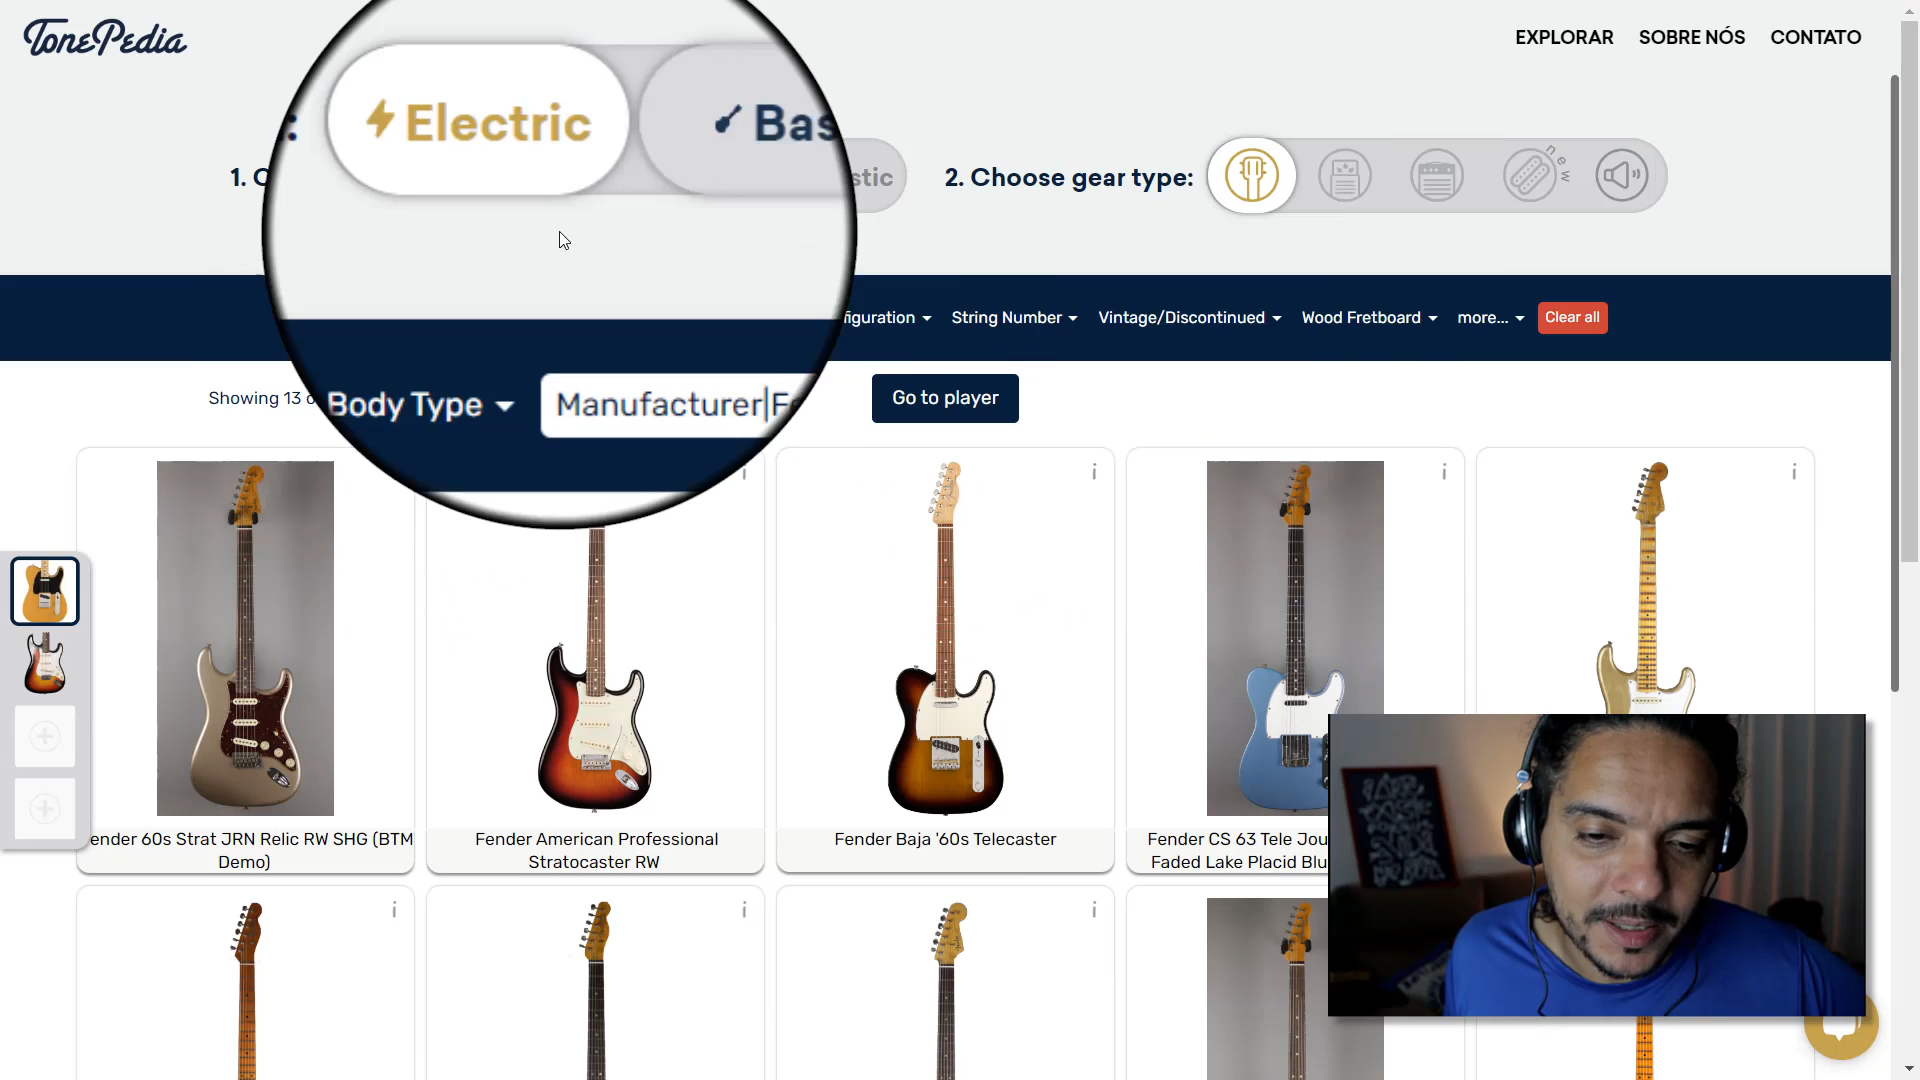 TonePedia
EXPLORAR SOBRE NÓS CONTATO
Electric
stic
2. Choose gear type:
new
1.
Body Type
Manufacturer
figuration
String Number
Vintage/Discontinued
Wood Fretboard
more...
Clear all
Showing 13
Go to player
ender 60s Strat JRN Relic RW SHG (BTM
Demo)
Fender American Professional
Stratocaster RW
Fender Baja '60s Telecaster
Fender CS 63 Tele Jou
Faded Lake Placid Blu